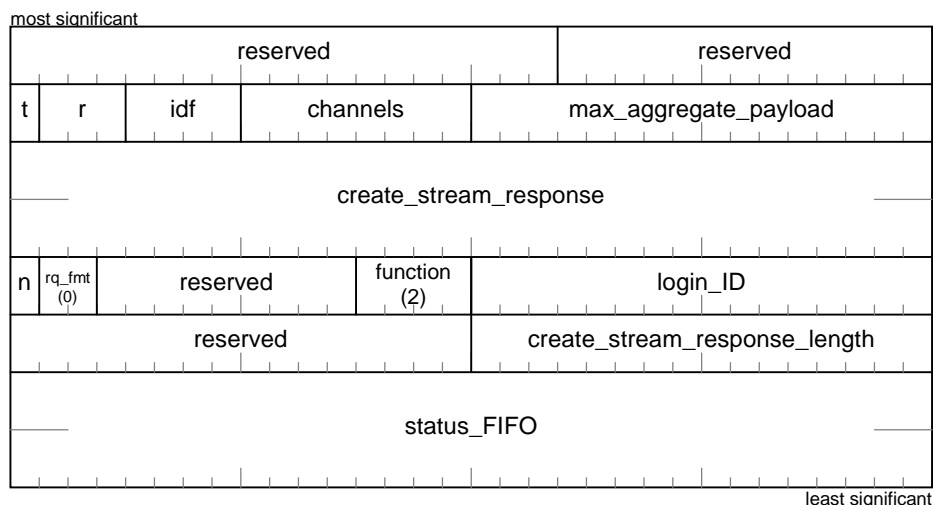 most significant
reserved reserved
t r idf channels max_aggregate_payload
create_stream_response
n rq_fmt (0) reserved function (2) login_ID
reserved create_stream_response_length
status_FIFO
least significant